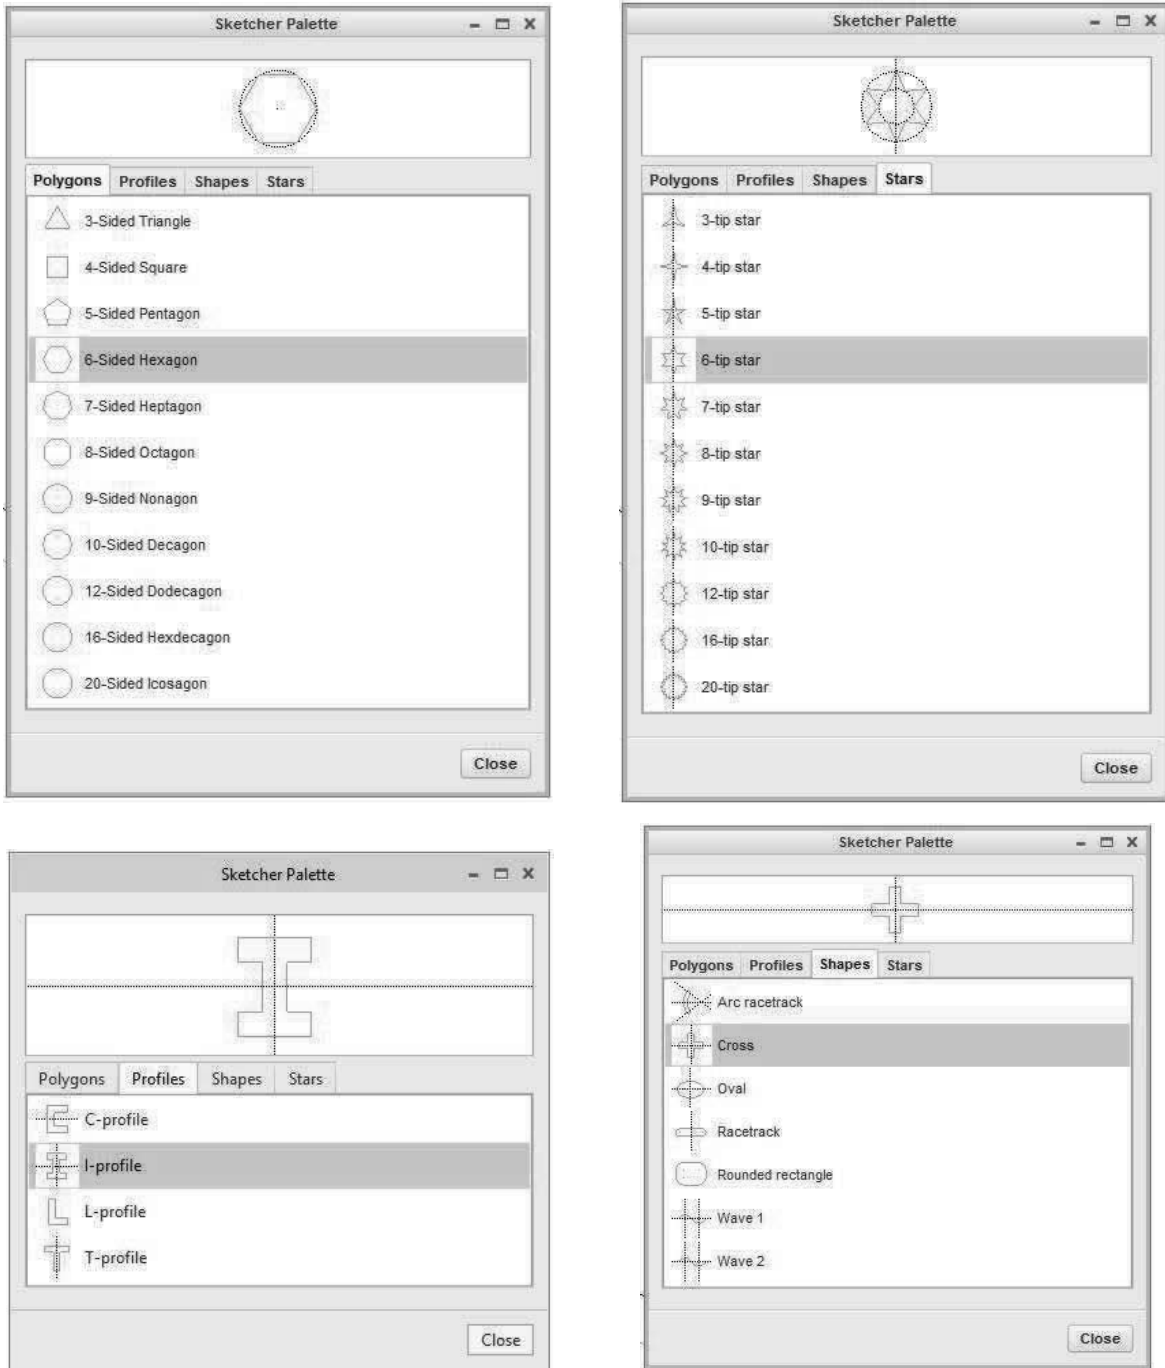 Sketcher Palette
Polygons Profiles Shapes Stars
3-Sided Triangle
4-Sided Square
5-Sided Pentagon
6-Sided Hexagon
7-Sided Heptagon
8-Sided Octagon
9-Sided Nonagon
10-Sided Decagon
12-Sided Dodecagon
16-Sided Hexdecagon
20-Sided Icosagon
Close
Sketcher Palette
Polygons Profiles Shapes Stars
3-tip star
4-tip star
5-tip star
6-tip star
7-tip star
8-tip star
9-tip star
10-tip star
12-tip star
16-tip star
20-tip star
Close
Sketcher Palette
Polygons Profiles Shapes Stars
C-profile
I-profile
L-profile
T-profile
Close
Sketcher Palette
Polygons Profiles Shapes Stars
Arc racetrack
Cross
Oval
Racetrack
Rounded rectangle
Wave 1
Wave 2
Close